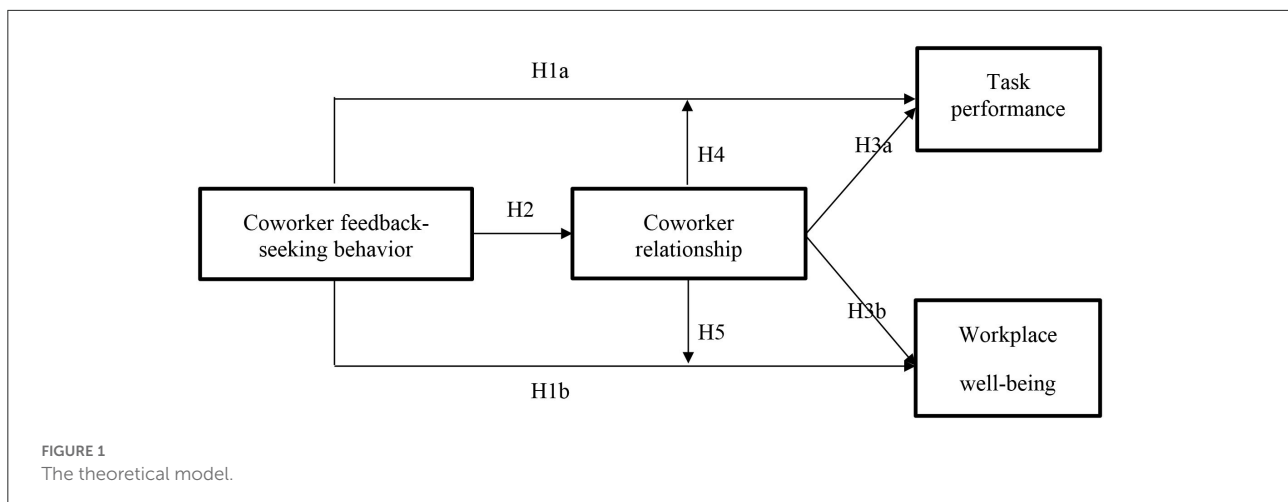 H1a
Task
performance
H4
H3a
Coworker feedback-
seeking behavior
H2
Coworker
relationship
H3b
H5
Workplace
well-being
H1b
FIGURE 1
The theoretical model.